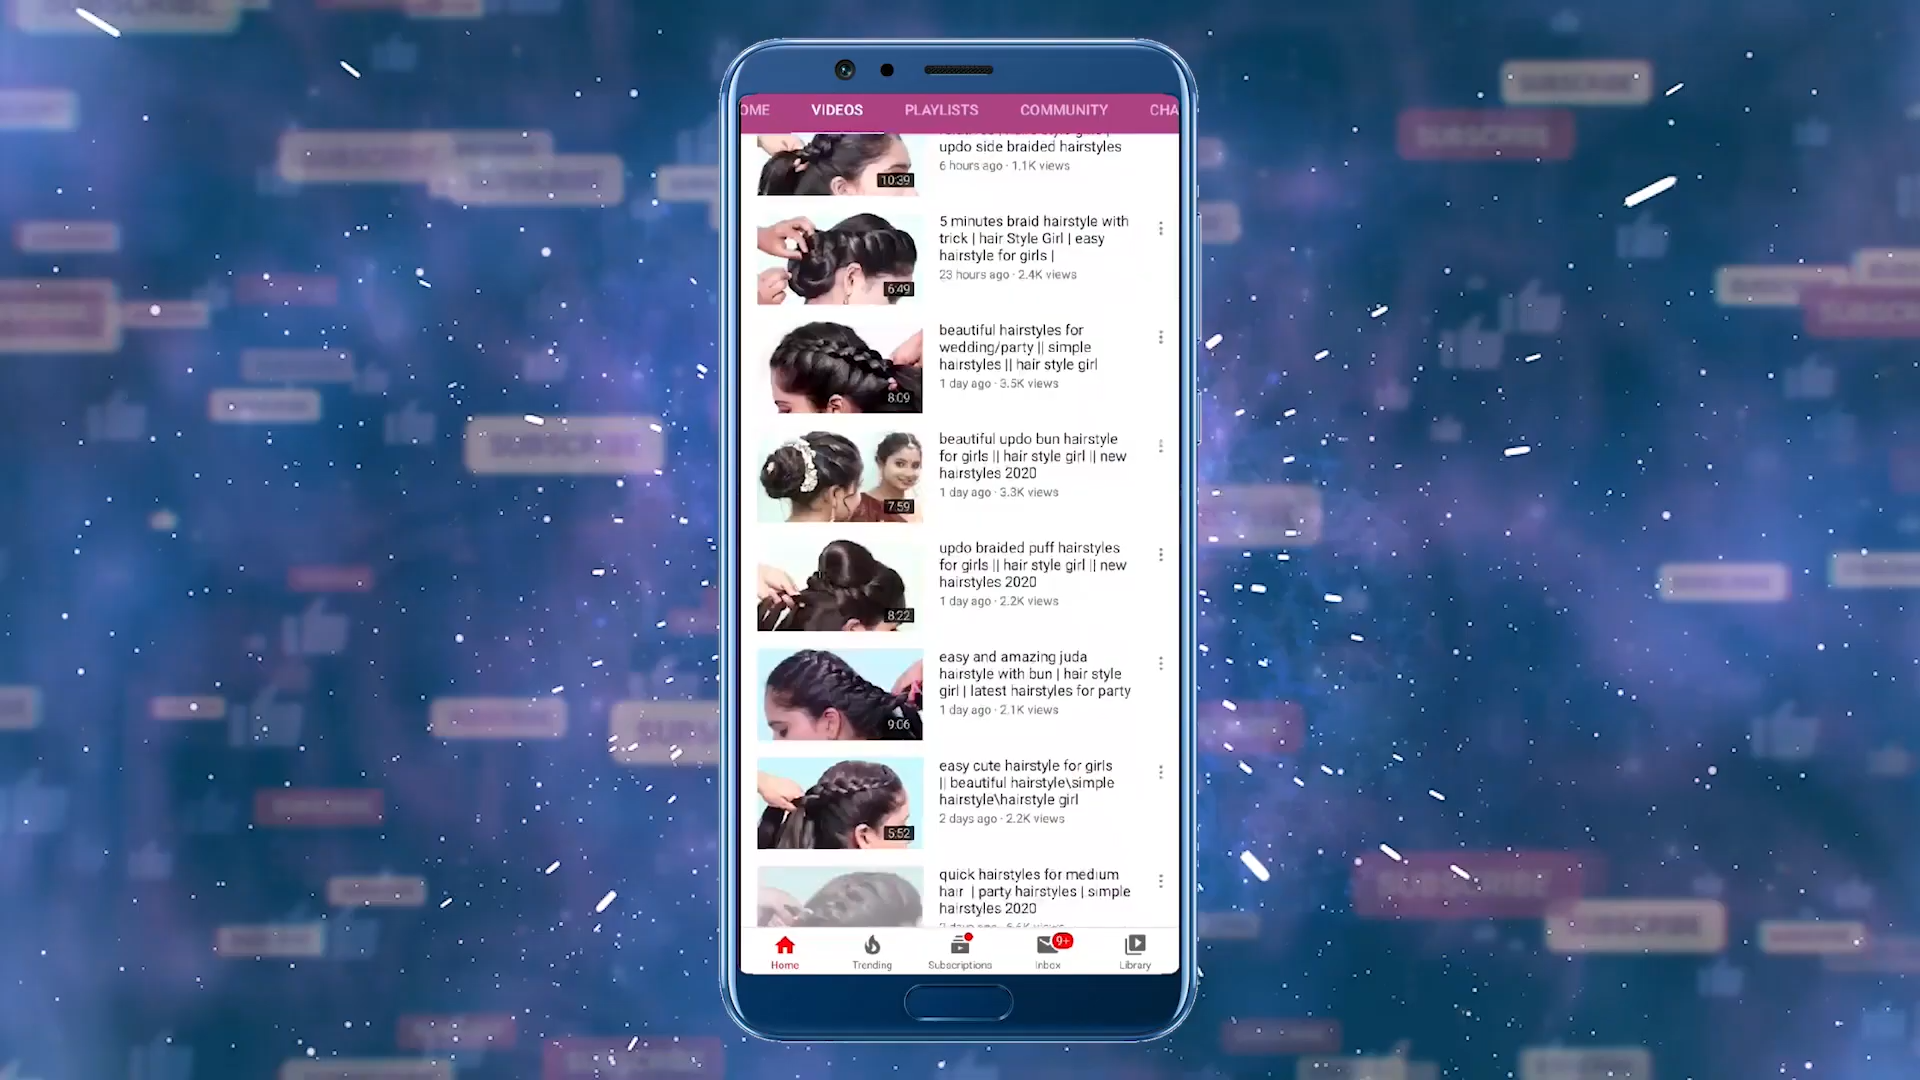 OME VIDEOS PLAYLISTS COMMUNITY CHA
updo side braided hairstyles
6 hours ago · 1.1K views
10:39
5 minutes braid hairstyle with
trick | hair Style Girl | easy
hairstyle for girls |
23 hours ago · 2.4K views
6:49
beautiful hairstyles for
wedding/party || simple
hairstyles || hair style girl
1 day ago · 3.5K views
8:09
beautiful updo bun hairstyle
for girls || hair style girl || new
hairstyles 2020
1 day ago · 3.3K views
7:59
updo braided puff hairstyles
for girls || hair style girl || new
hairstyles 2020
1 day ago · 2.2K views
8:22
easy and amazing juda
hairstyle with bun | hair style
girl | latest hairstyles for party
1 day ago · 2.1K views
9:06
easy cute hairstyle for girls
|| beautiful hairstyle\simple
hairstyle\hairstyle girl
2 days ago · 2.2K views
5:52
quick hairstyles for medium
hair | party hairstyles | simple
hairstyles 2020
9+
Home Trending Subscriptions Inbox Library
SUBSCRIBE
SUBSCRIBE
SUBSCRIBE